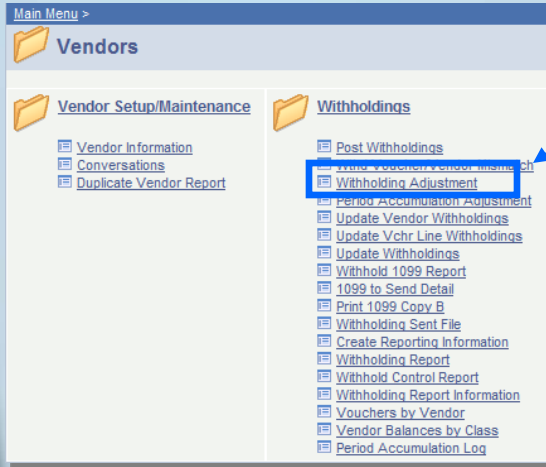 Main Menu >
Vendors
Vendor Setup/Maintenance
Vendor Information
Conversations
Duplicate Vendor Report
Withholdings
Post Withholdings
Wthd Voucher/Vendor Mismatch
Withholding Adjustment
Period Accumulation Adjustment
Update Vendor Withholdings
Update Vchr Line Withholdings
Update Withholdings
Withhold 1099 Report
1099 to Send Detail
Print 1099 Copy B
Withholding Sent File
Create Reporting Information
Withholding Report
Withhold Control Report
Withholding Report Information
Vouchers by Vendor
Vendor Balances by Class
Period Accumulation Log